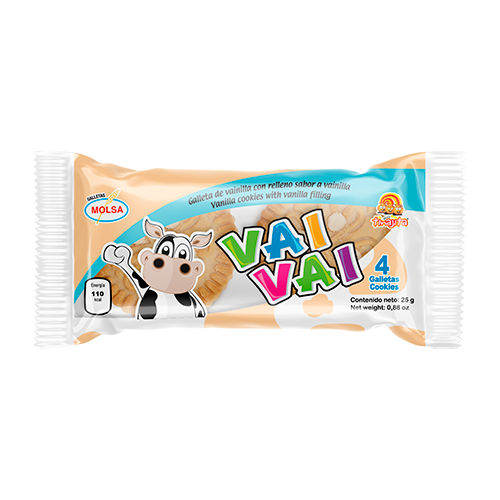 GALLETAS
MOLSA
Galleta de vainilla con relleno sabor a vainilla
Vanilla cookies with vanilla filling
VAI
VAI
Energía
110
kcal
4
Galletas
Cookies
Contenido neto: 25 g
Net weight: 0,88 oz